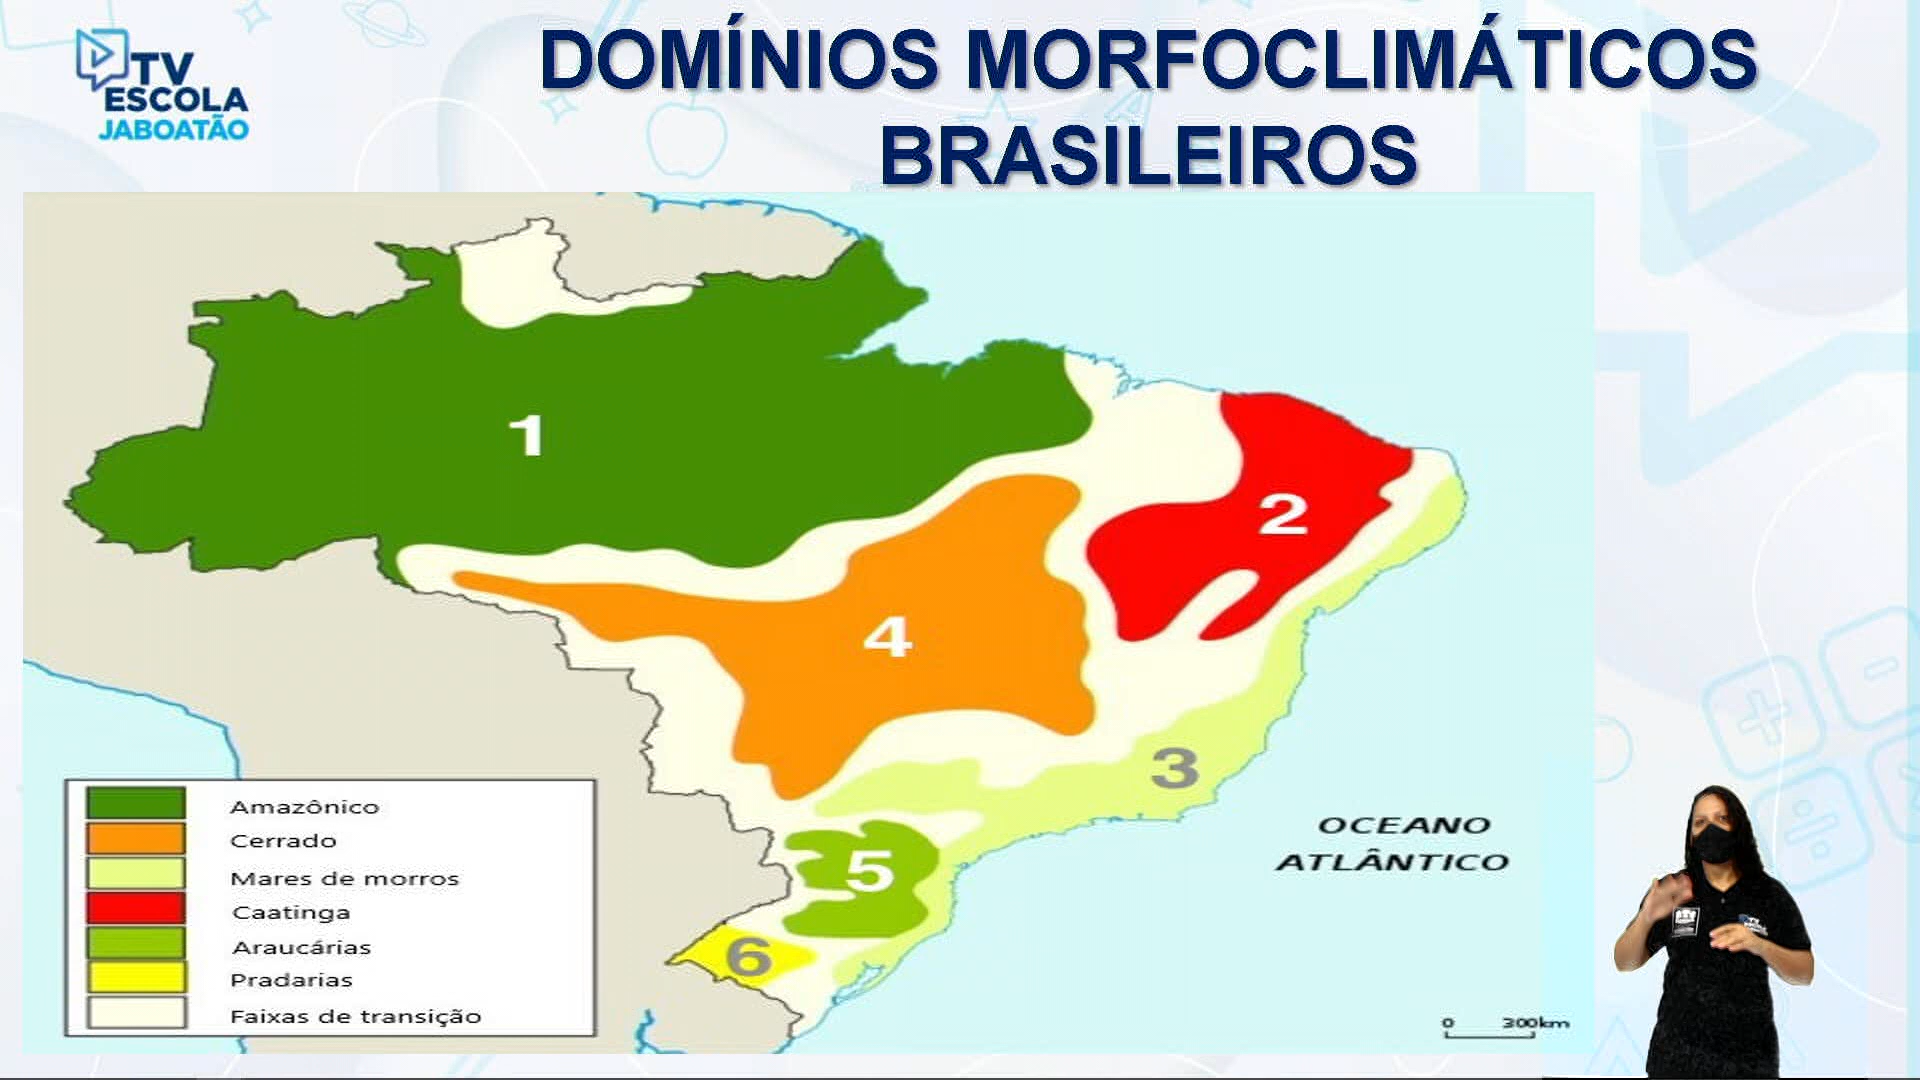 TV
ESCOLA
JABOATÃO
DOMÍNIOS MORFOCLIMÁTICOS
BRASILEIROS
1
2
4
3
5
6
Amazônico
Cerrado
Mares de morros
Caatinga
Araucárias
Pradarias
Faixas de transição
OCEANO
ATLÂNTICO
0 300km
TV